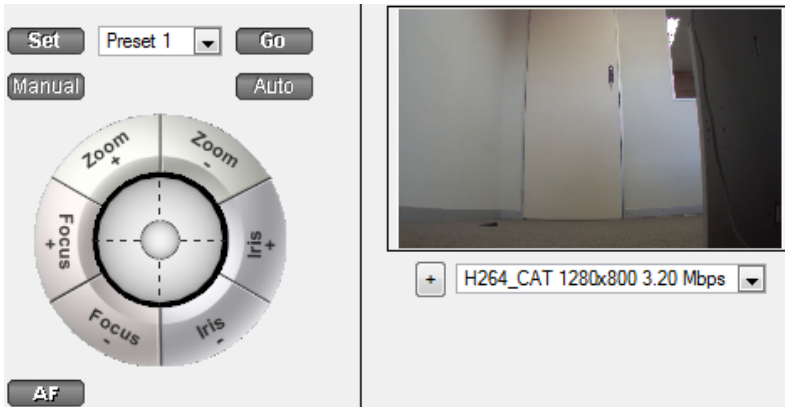 Set
Preset 1
Go
Manual
Auto
Zoom +
Zoom -
Focus +
Iris +
Focus -
Iris -
AF
+
H264_CAT 1280x800 3.20 Mbps